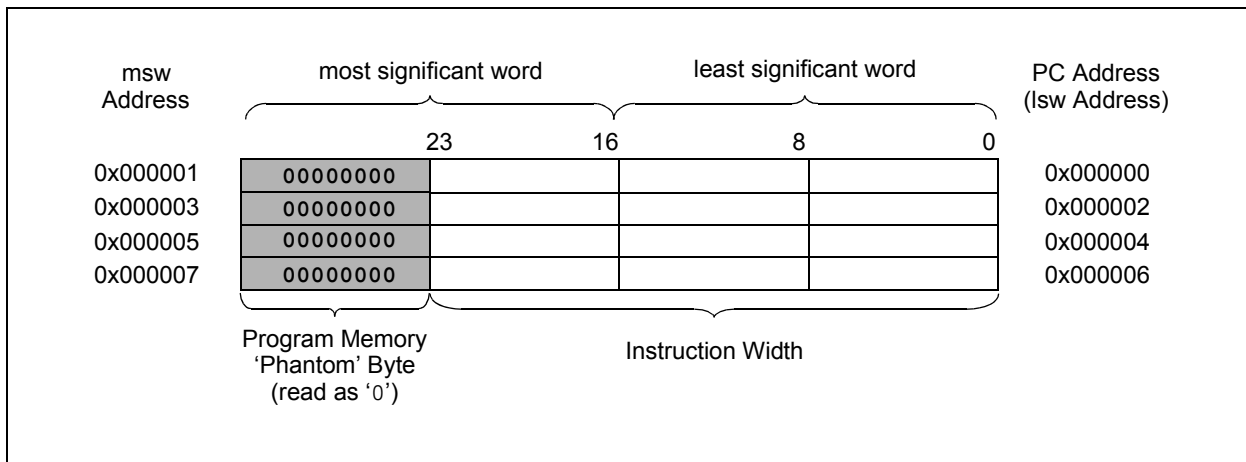 msw
Address
most significant word
least significant word
PC Address
(lsw Address)
23 16 8 0
0x000001 00000000 0x000000
0x000003 00000000 0x000002
0x000005 00000000 0x000004
0x000007 00000000 0x000006
Program Memory
‘Phantom’ Byte
(read as ‘0’)
Instruction Width